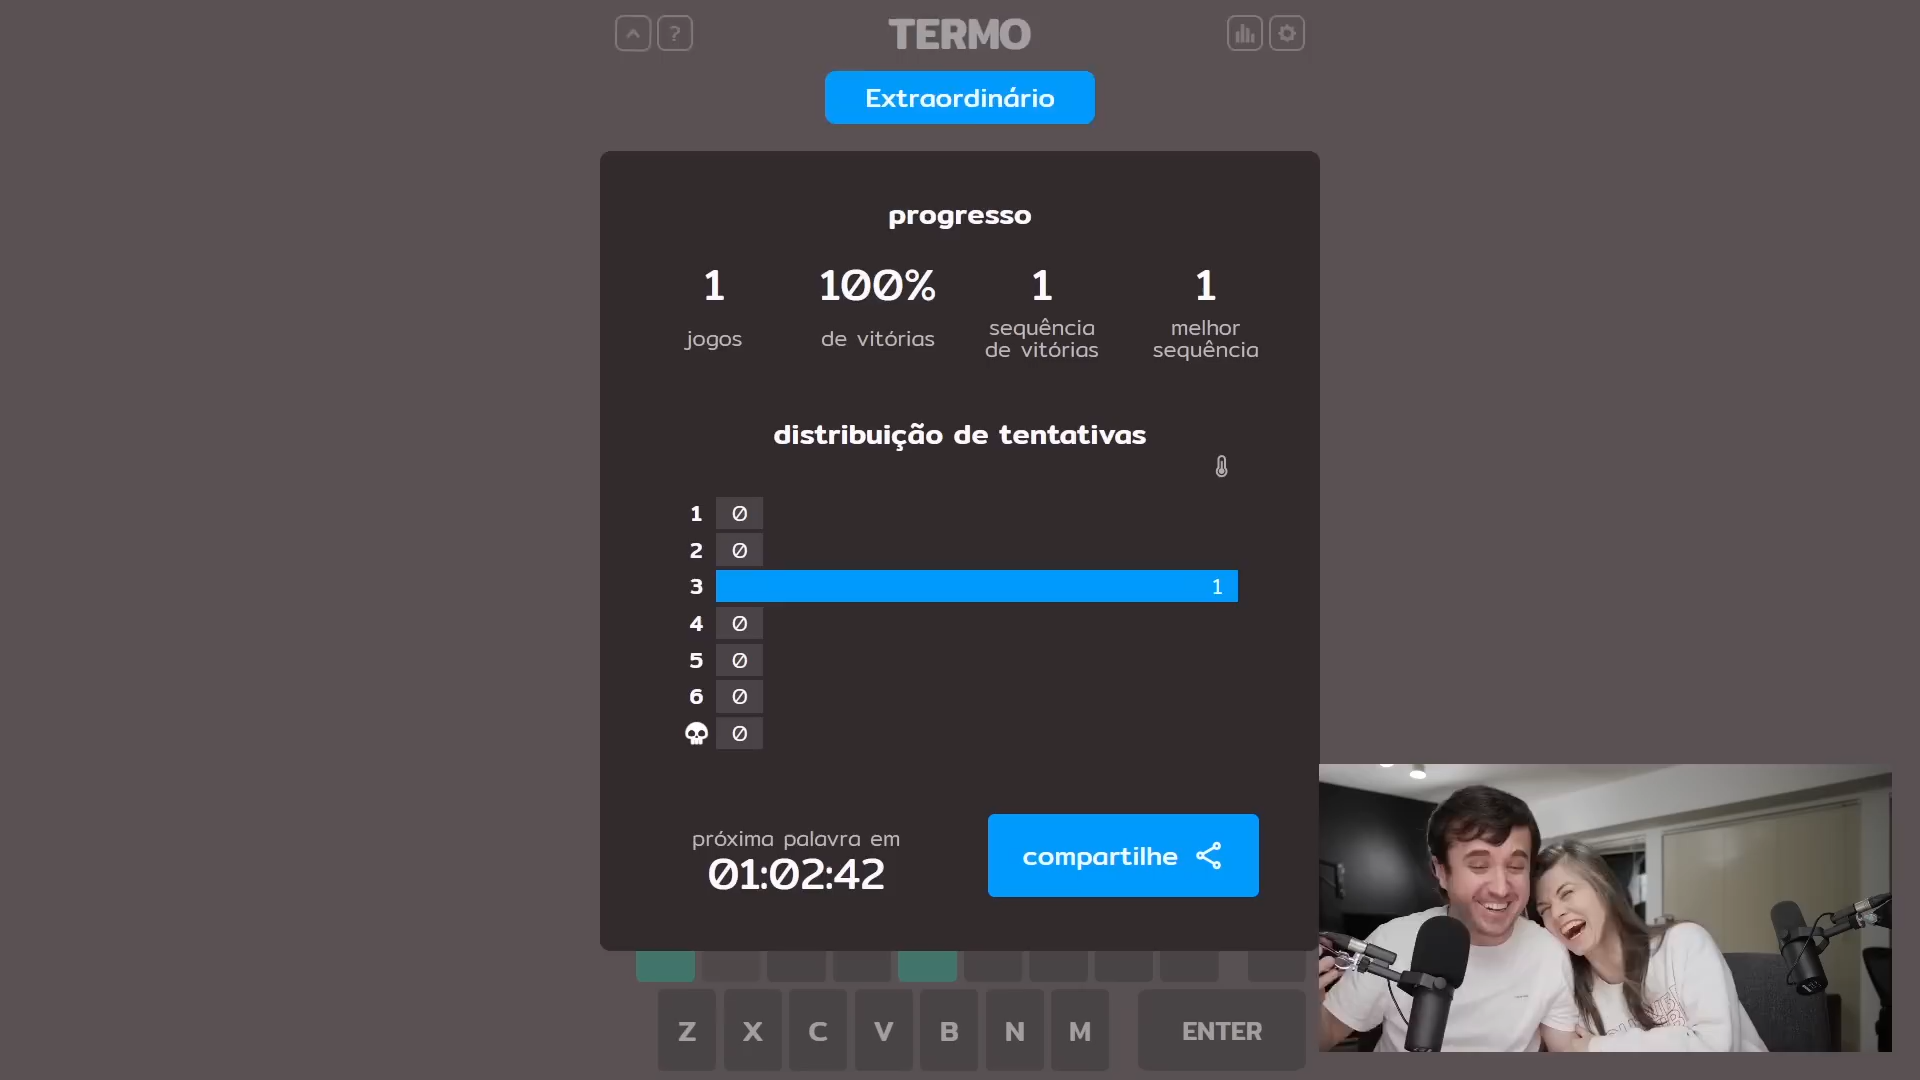 ?
TERMO
Extraordinário
progresso
1
100%
1
1
jogos
de vitórias
sequência
de vitórias
melhor
sequência
distribuição de tentativas
1 0
2 0
3 1
4 0
5 0
6 0
0
próxima palavra em
01:02:42
compartilhe
Z X C V B N M ENTER